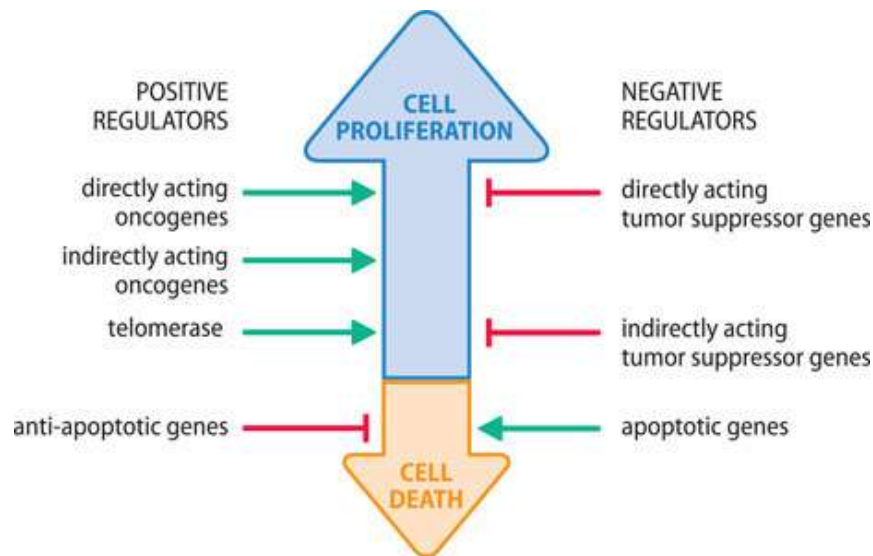 POSITIVE
REGULATORS
CELL
PROLIFERATION
NEGATIVE
REGULATORS
directly acting
oncogenes
directly acting
tumor suppressor genes
indirectly acting
oncogenes
telomerase
indirectly acting
tumor suppressor genes
anti-apoptotic genes
apoptotic genes
CELL
DEATH